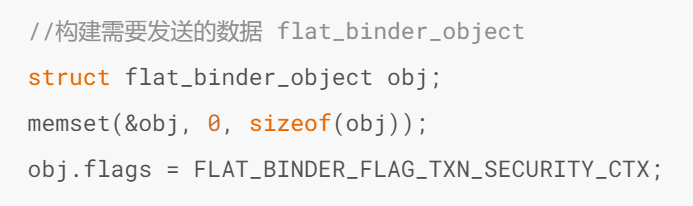 //构建需要发送的数据 flat_binder_object
struct flat_binder_object obj;
memset(&obj, 0, sizeof(obj));
obj.flags = FLAT_BINDER_FLAG_TXN_SECURITY_CTX;